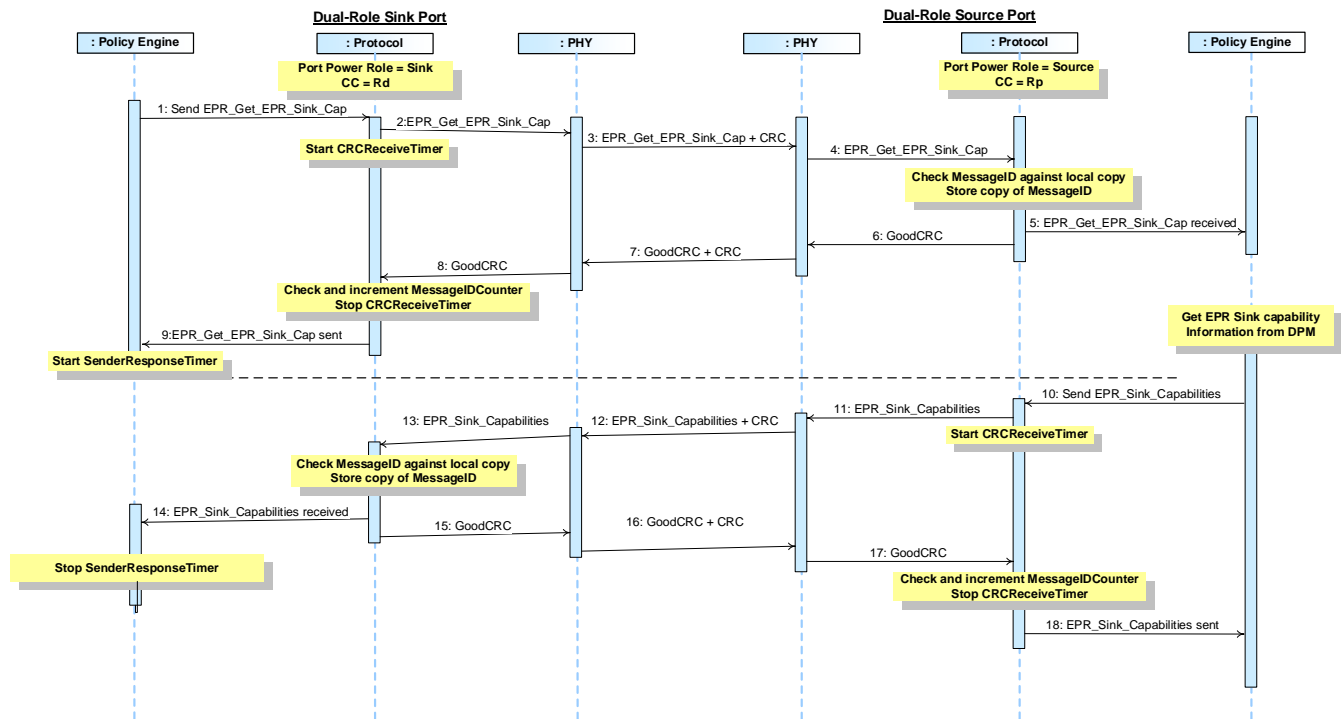 Dual-Role Sink Port
Dual-Role Source Port
: Policy Engine
: Protocol
: PHY
: PHY
: Protocol
: Policy Engine
Port Power Role = Sink
CC = Rd
Port Power Role = Source
CC = Rp
1: Send EPR_Get_EPR_Sink_Cap
2:EPR_Get_EPR_Sink_Cap
Start CRCReceiveTimer
3: EPR_Get_EPR_Sink_Cap + CRC
4: EPR_Get_EPR_Sink_Cap
Check MessageID against local copy
Store copy of MessageID
5: EPR_Get_EPR_Sink_Cap received
6: GoodCRC
7: GoodCRC + CRC
8: GoodCRC
Check and increment MessageIDCounter
Stop CRCReceiveTimer
9:EPR_Get_EPR_Sink_Cap sent
Start SenderResponseTimer
Get EPR Sink capability
Information from DPM
10: Send EPR_Sink_Capabilities
11: EPR_Sink_Capabilities
Start CRCReceiveTimer
12: EPR_Sink_Capabilities + CRC
13: EPR_Sink_Capabilities
Check MessageID against local copy
Store copy of MessageID
14: EPR_Sink_Capabilities received
15: GoodCRC
16: GoodCRC + CRC
17: GoodCRC
Stop SenderResponseTimer
Check and increment MessageIDCounter
Stop CRCReceiveTimer
18: EPR_Sink_Capabilities sent